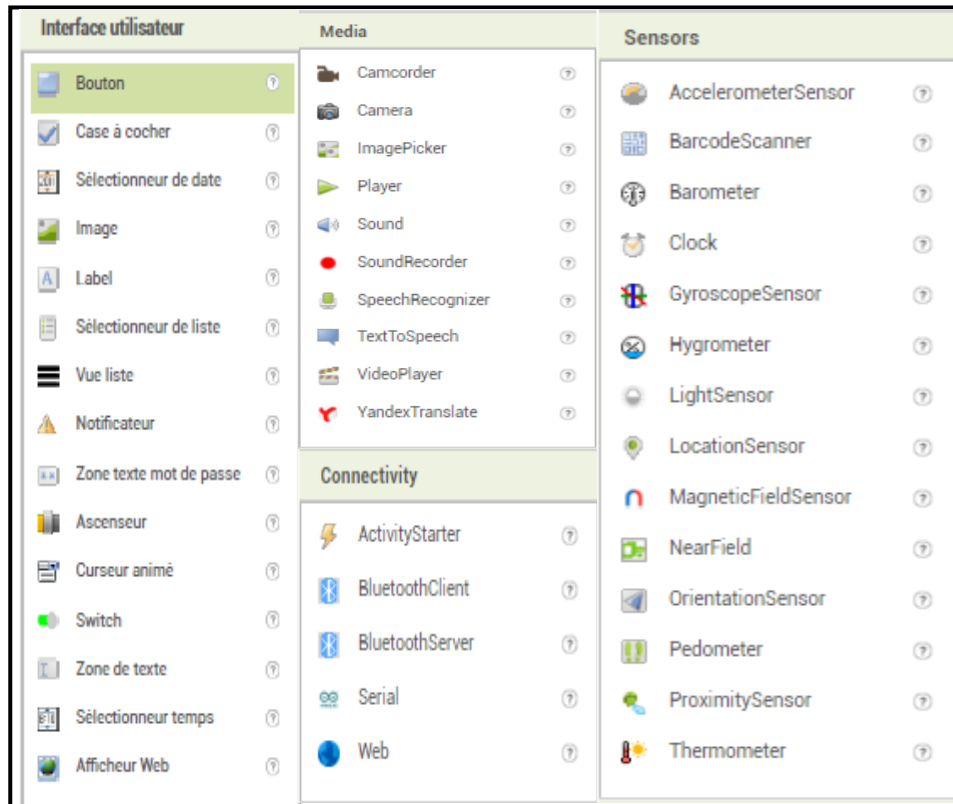 Interface utilisateur
Bouton
Case à cocher
Sélectionneur de date
Image
Label
Sélectionneur de liste
Vue liste
Notificateur
Zone texte mot de passe
Ascenseur
Curseur animé
Switch
Zone de texte
Sélectionneur temps
Afficheur Web
Media
Camcorder
Camera
ImagePicker
Player
Sound
SoundRecorder
SpeechRecognizer
TextToSpeech
VideoPlayer
YandexTranslate
Connectivity
ActivityStarter
BluetoothClient
BluetoothServer
Serial
Web
Sensors
AccelerometerSensor
BarcodeScanner
Barometer
Clock
GyroscopeSensor
Hygrometer
LightSensor
LocationSensor
MagneticFieldSensor
NearField
OrientationSensor
Pedometer
ProximitySensor
Thermometer